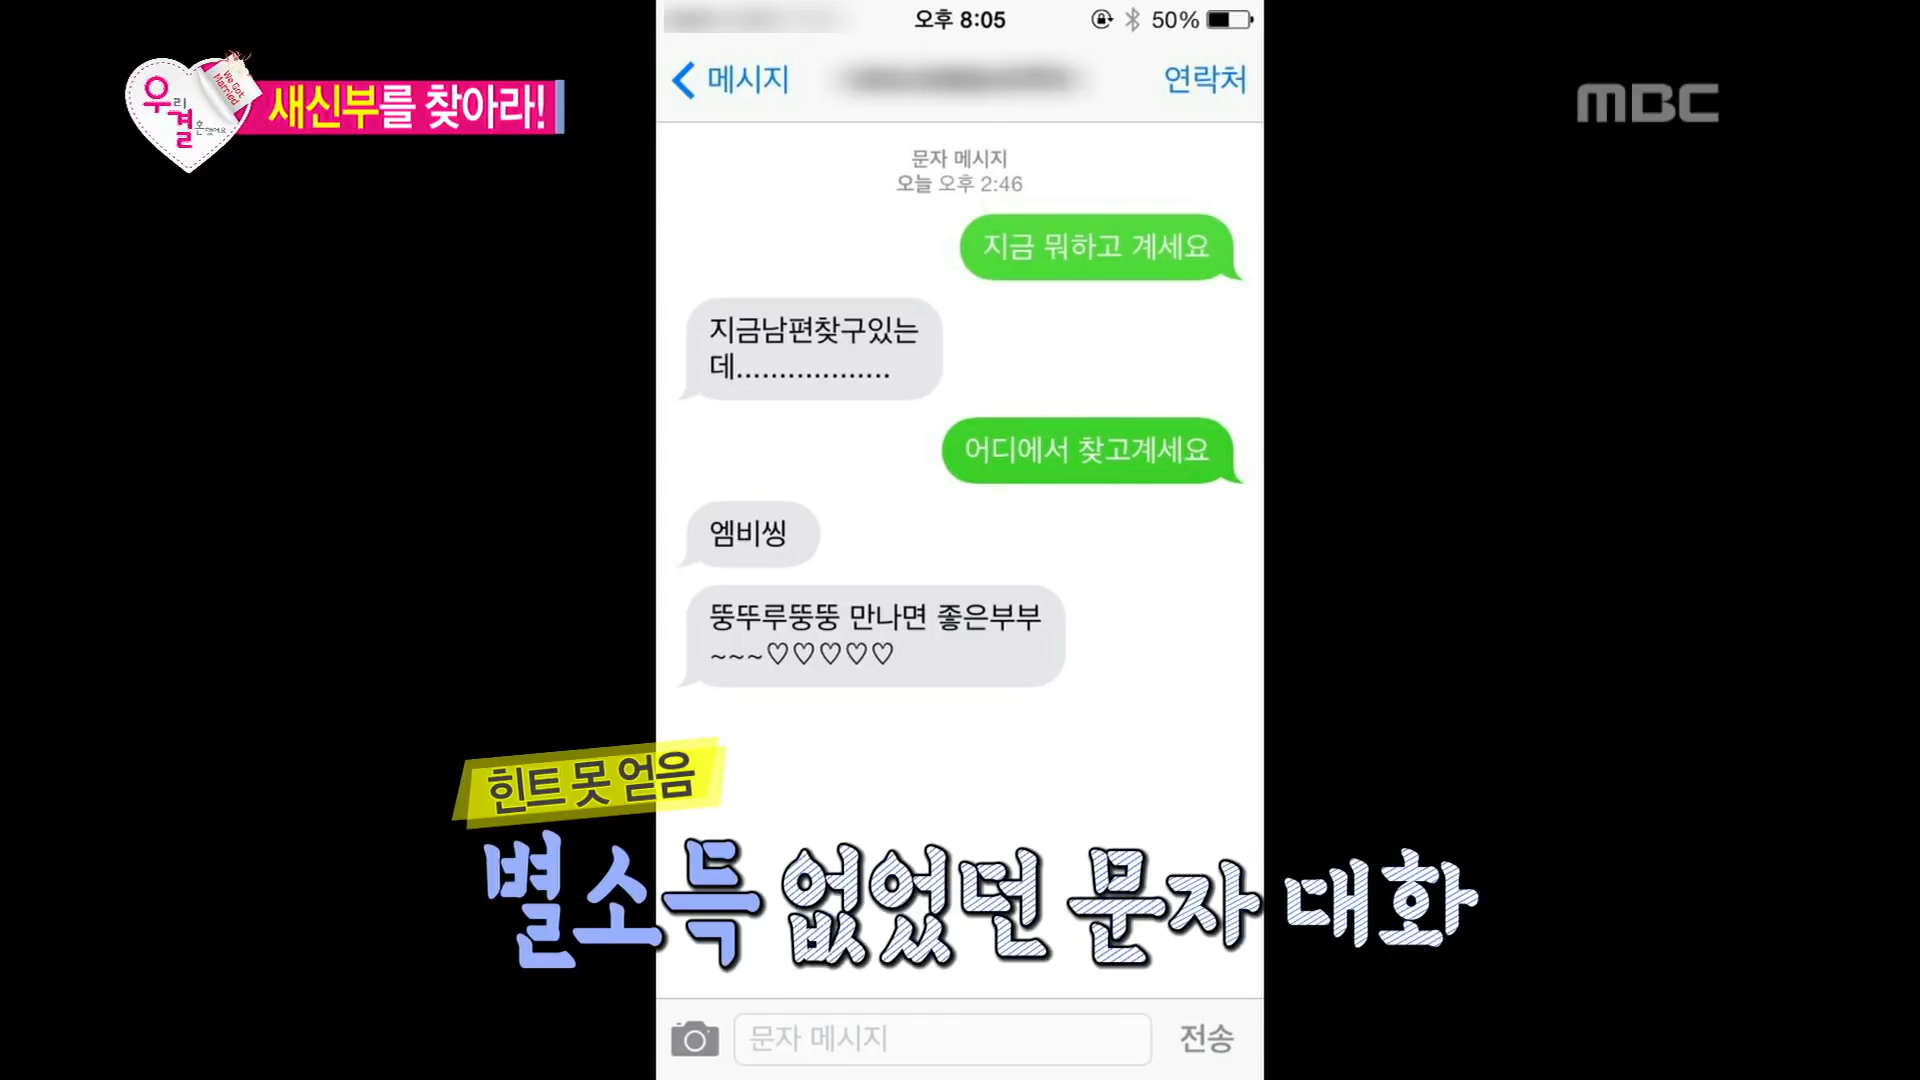 오후 8:05
50%
우리
결혼했어요
We Got
Married
새신부를 찾아라!
MBC
메시지
연락처
문자 메시지
오늘 오후 2:46
지금 뭐하고 계세요
지금남편찾구있는
데..................
어디에서 찾고계세요
엠비씽
뚱뚜루뚱뚱 만나면 좋은부부
~~~♡♡♡♡♡
힌트 못 얻음
별소득 없었던 문자 대화
문자 메시지
전송